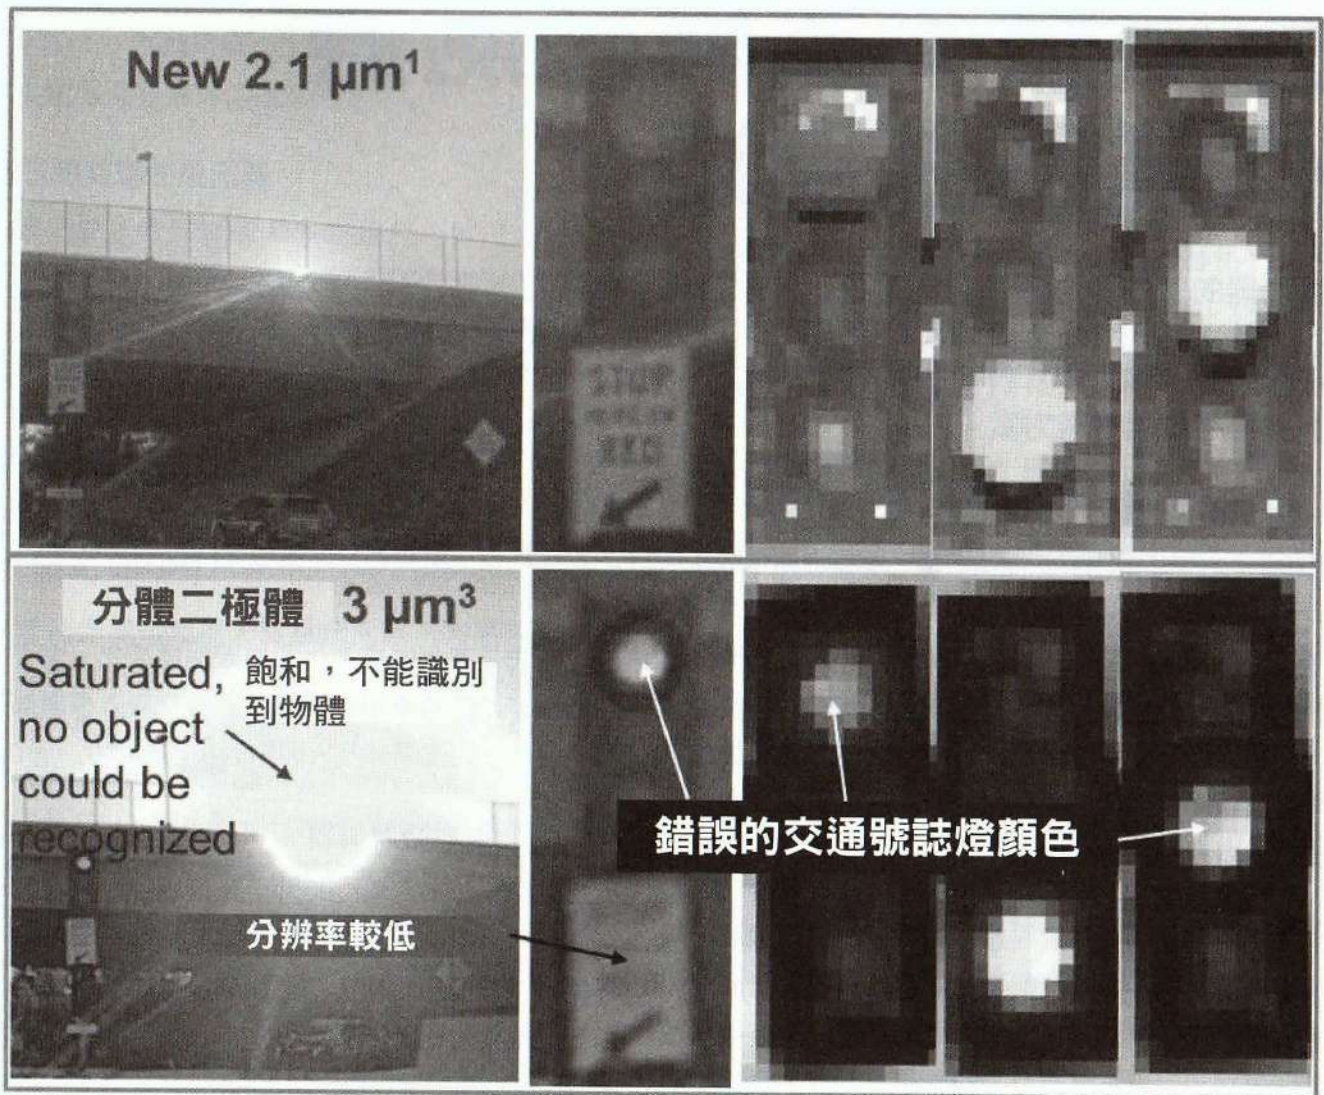 New 2.1 μm¹
STOP
RED
分體二極體 3 μm³
Saturated,
no object
could be
recognized
飽和，不能識別
到物體
錯誤的交通號誌燈顏色
分辨率較低